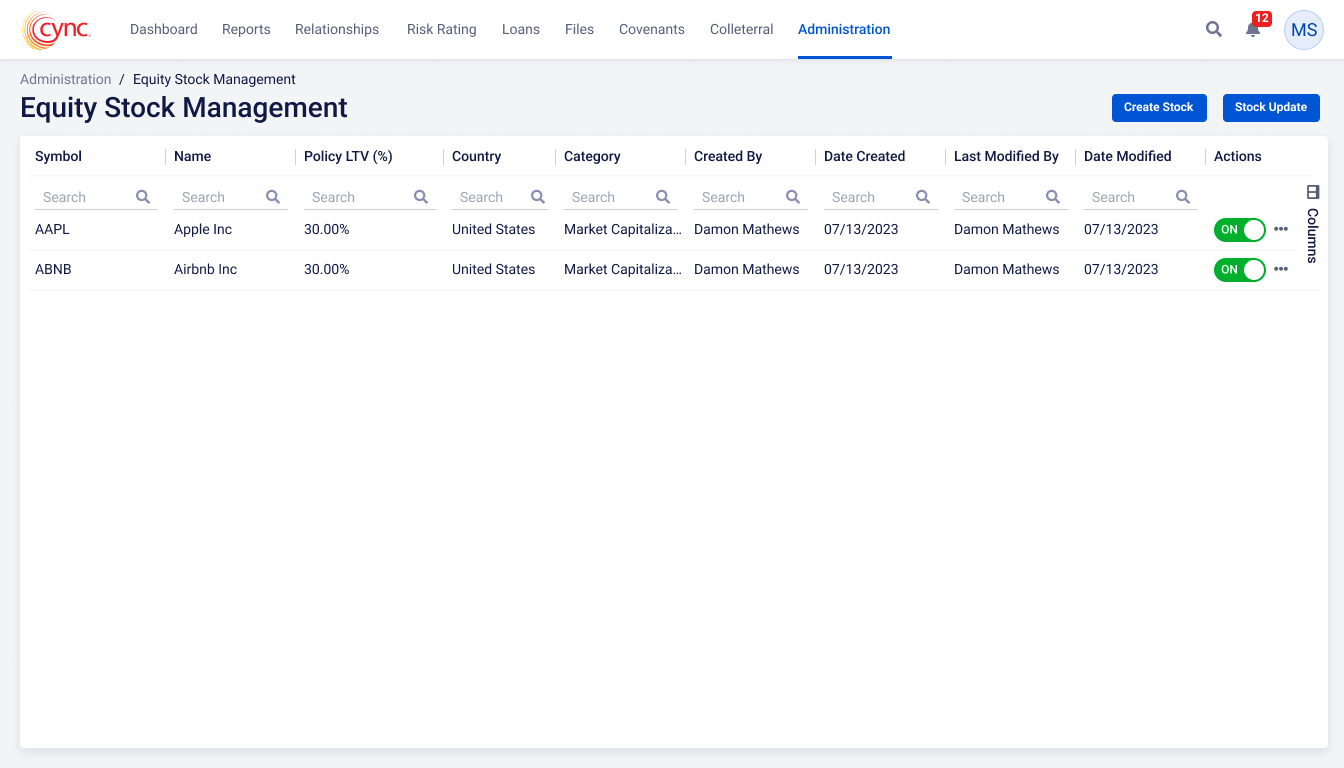 cync Dashboard Reports Relationships Risk Rating Loans Files Covenants Colleterral Administration 12 MS
Administration / Equity Stock Management
Equity Stock Management Create Stock Stock Update
Symbol Name Policy LTV (%) Country Category Created By Date Created Last Modified By Date Modified Actions
Search Search Search Search Search Search Search Search Search
AAPL Apple Inc 30.00% United States Market Capitaliza... Damon Mathews 07/13/2023 Damon Mathews 07/13/2023 ON
ABNB Airbnb Inc 30.00% United States Market Capitaliza... Damon Mathews 07/13/2023 Damon Mathews 07/13/2023 ON
Columns